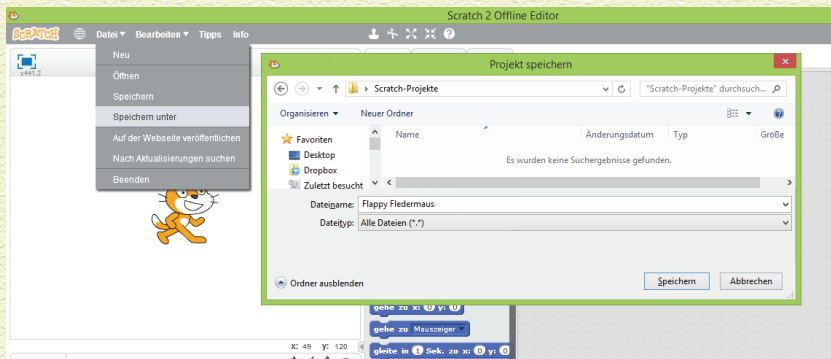 Scratch 2 Offline Editor
SCRATCH Datei Bearbeiten Tipps Info
v441.2
Neu
Öffnen
Speichern
Speichern unter
Auf der Webseite veröffentlichen
Nach Aktualisierungen suchen
Beenden
Projekt speichern
Scratch-Projekte
"Scratch-Projekte" durchsuch...
Organisieren Neuer Ordner
Favoriten
Desktop
Dropbox
Zuletzt besucht
Name Änderungsdatum Typ Größe
Es wurden keine Suchergebnisse gefunden.
Dateiname: Flappy Fledermaus
Dateityp: Alle Dateien (*.*)
Ordner ausblenden
Speichern Abbrechen
gehe zu x: 0 y: 0
gehe zu Mauszeiger
x: 49 y: 120
gleite in 1 Sek. zu x: 0 y: 0